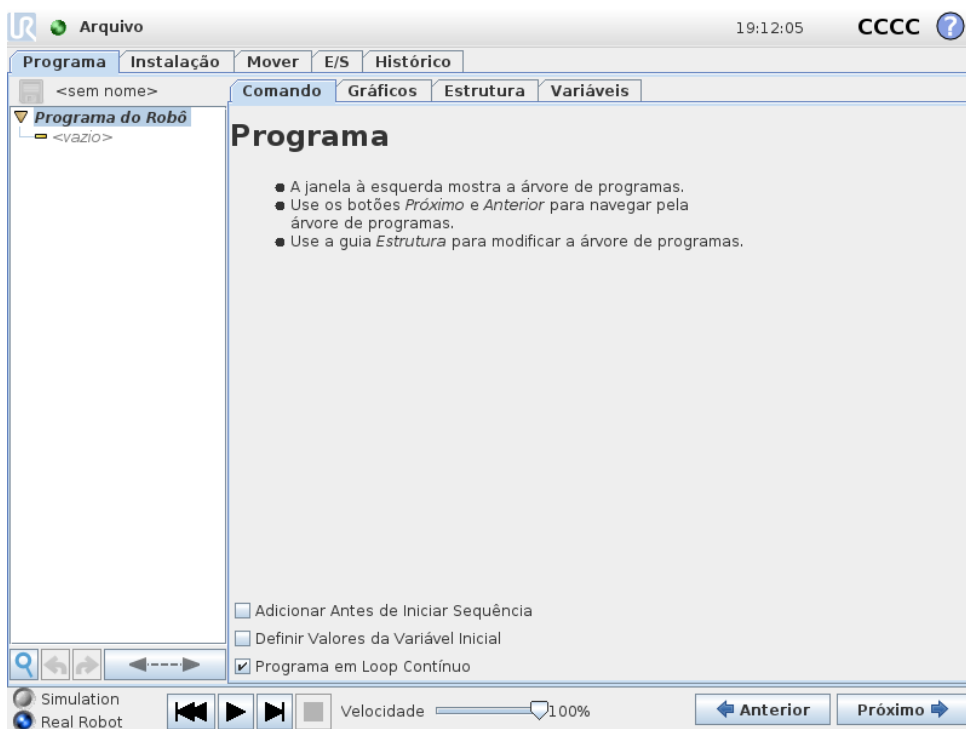 UR Arquivo 19:12:05 CCCC ?
Programa Instalação Mover E/S Histórico
<sem nome> Comando Gráficos Estrutura Variáveis
Programa do Robô
<vazio>
Programa
A janela à esquerda mostra a árvore de programas.
Use os botões Próximo e Anterior para navegar pela
árvore de programas.
Use a guia Estrutura para modificar a árvore de programas.
Adicionar Antes de Iniciar Sequência
Definir Valores da Variável Inicial
Programa em Loop Contínuo
Simulation
Real Robot
Velocidade 100% Anterior Próximo